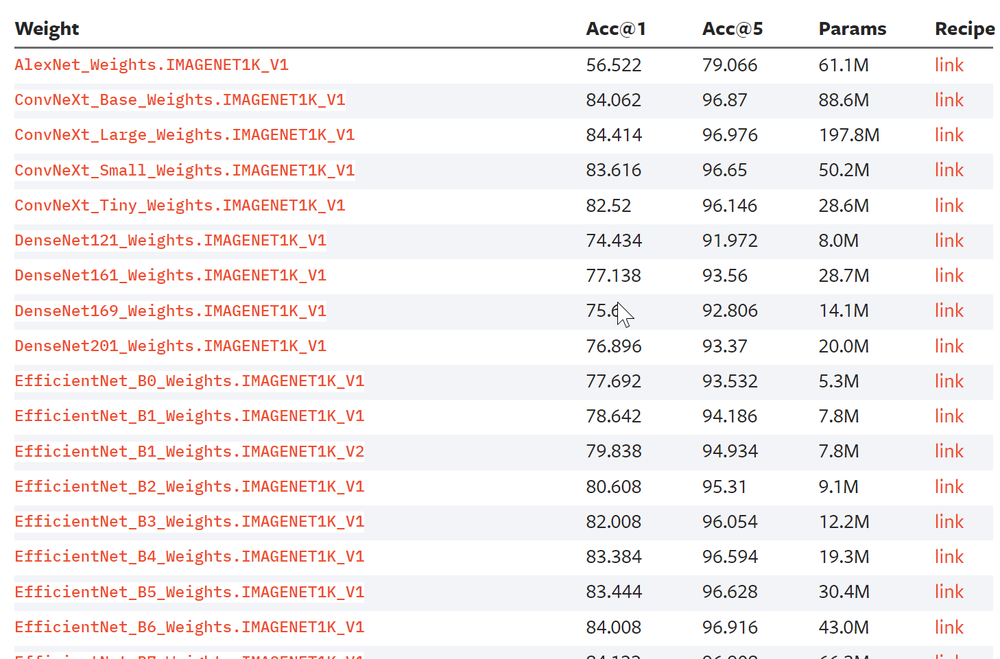 Weight Acc@1 Acc@5 Params Recipe
AlexNet_Weights.IMAGENET1K_V1 56.522 79.066 61.1M link
ConvNeXt_Base_Weights.IMAGENET1K_V1 84.062 96.87 88.6M link
ConvNeXt_Large_Weights.IMAGENET1K_V1 84.414 96.976 197.8M link
ConvNeXt_Small_Weights.IMAGENET1K_V1 83.616 96.65 50.2M link
ConvNeXt_Tiny_Weights.IMAGENET1K_V1 82.52 96.146 28.6M link
DenseNet121_Weights.IMAGENET1K_V1 74.434 91.972 8.0M link
DenseNet161_Weights.IMAGENET1K_V1 77.138 93.56 28.7M link
DenseNet169_Weights.IMAGENET1K_V1 92.806 14.1M link
DenseNet201_Weights.IMAGENET1K_V1 76.896 93.37 20.0M link
EfficientNet_B0_Weights.IMAGENET1K_V1 77.692 93.532 5.3M link
EfficientNet_B1_Weights.IMAGENET1K_V1 78.642 94.186 7.8M link
EfficientNet_B1_Weights.IMAGENET1K_V2 79.838 94.934 7.8M link
EfficientNet_B2_Weights.IMAGENET1K_V1 80.608 95.31 9.1M link
EfficientNet_B3_Weights.IMAGENET1K_V1 82.008 96.054 12.2M link
EfficientNet_B4_Weights.IMAGENET1K_V1 83.384 96.594 19.3M link
EfficientNet_B5_Weights.IMAGENET1K_V1 83.444 96.628 30.4M link
EfficientNet_B6_Weights.IMAGENET1K_V1 84.008 96.916 43.0M link